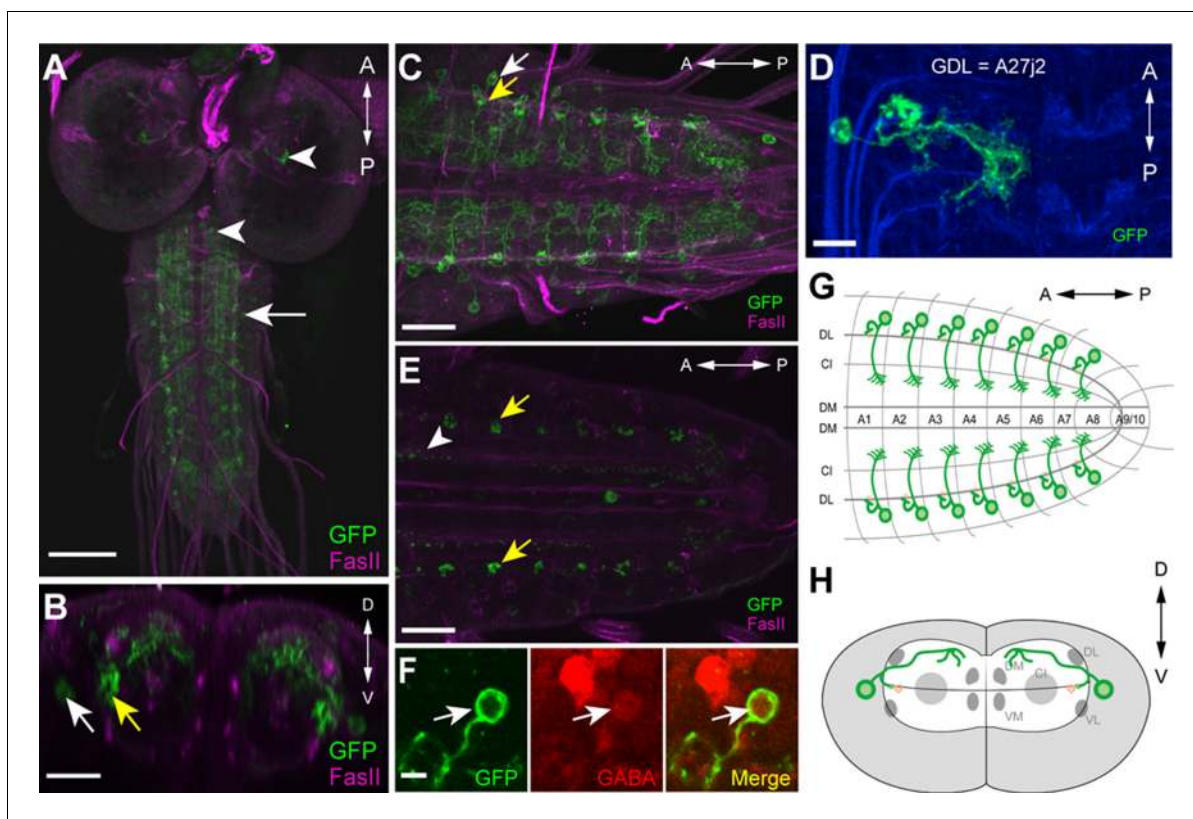 A
A
P
GFP
FasII
B
D
V
GFP
FasII
C
A P
GFP
FasII
E
A P
GFP
FasII
F
GFP
GABA
Merge
D
GDL = A27j2
A
P
GFP
G
A P
DL
CI
DM
DM
CI
DL
A1 A2 A3 A4 A5 A6 A7 A8 A9/10
H
D
V
DM
DL
CI
VM
VL